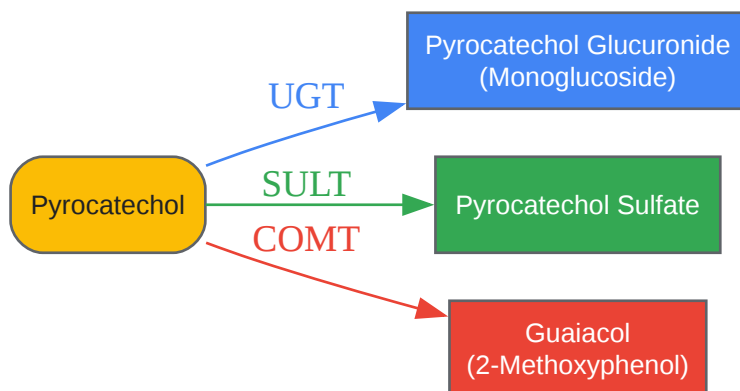 Pyrocatechol Glucuronide
(Monoglucoside)
UGT
Pyrocatechol
SULT
Pyrocatechol Sulfate
COMT
Guaiacol
(2-Methoxyphenol)